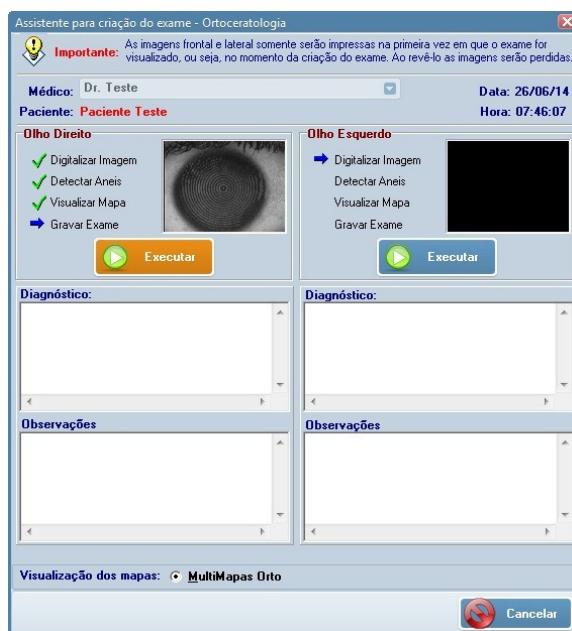 Assistente para criação do exame - Ortoceratologia
Importante: As imagens frontal e lateral somente serão impressas na primeira vez em que o exame for
visualizado, ou seja, no momento da criação do exame. Ao revê-lo as imagens serão perdidas.
Médico: Dr. Teste
Data: 26/06/14
Paciente: Paciente Teste
Hora: 07:46:07
Olho Direito
Digitalizar Imagem
Detectar Aneis
Visualizar Mapa
Gravar Exame
Executar
Olho Esquerdo
Digitalizar Imagem
Detectar Aneis
Visualizar Mapa
Gravar Exame
Executar
Diagnóstico:
Diagnóstico:
Observações
Observações
Visualização dos mapas: MultiMapas Orto
Cancelar